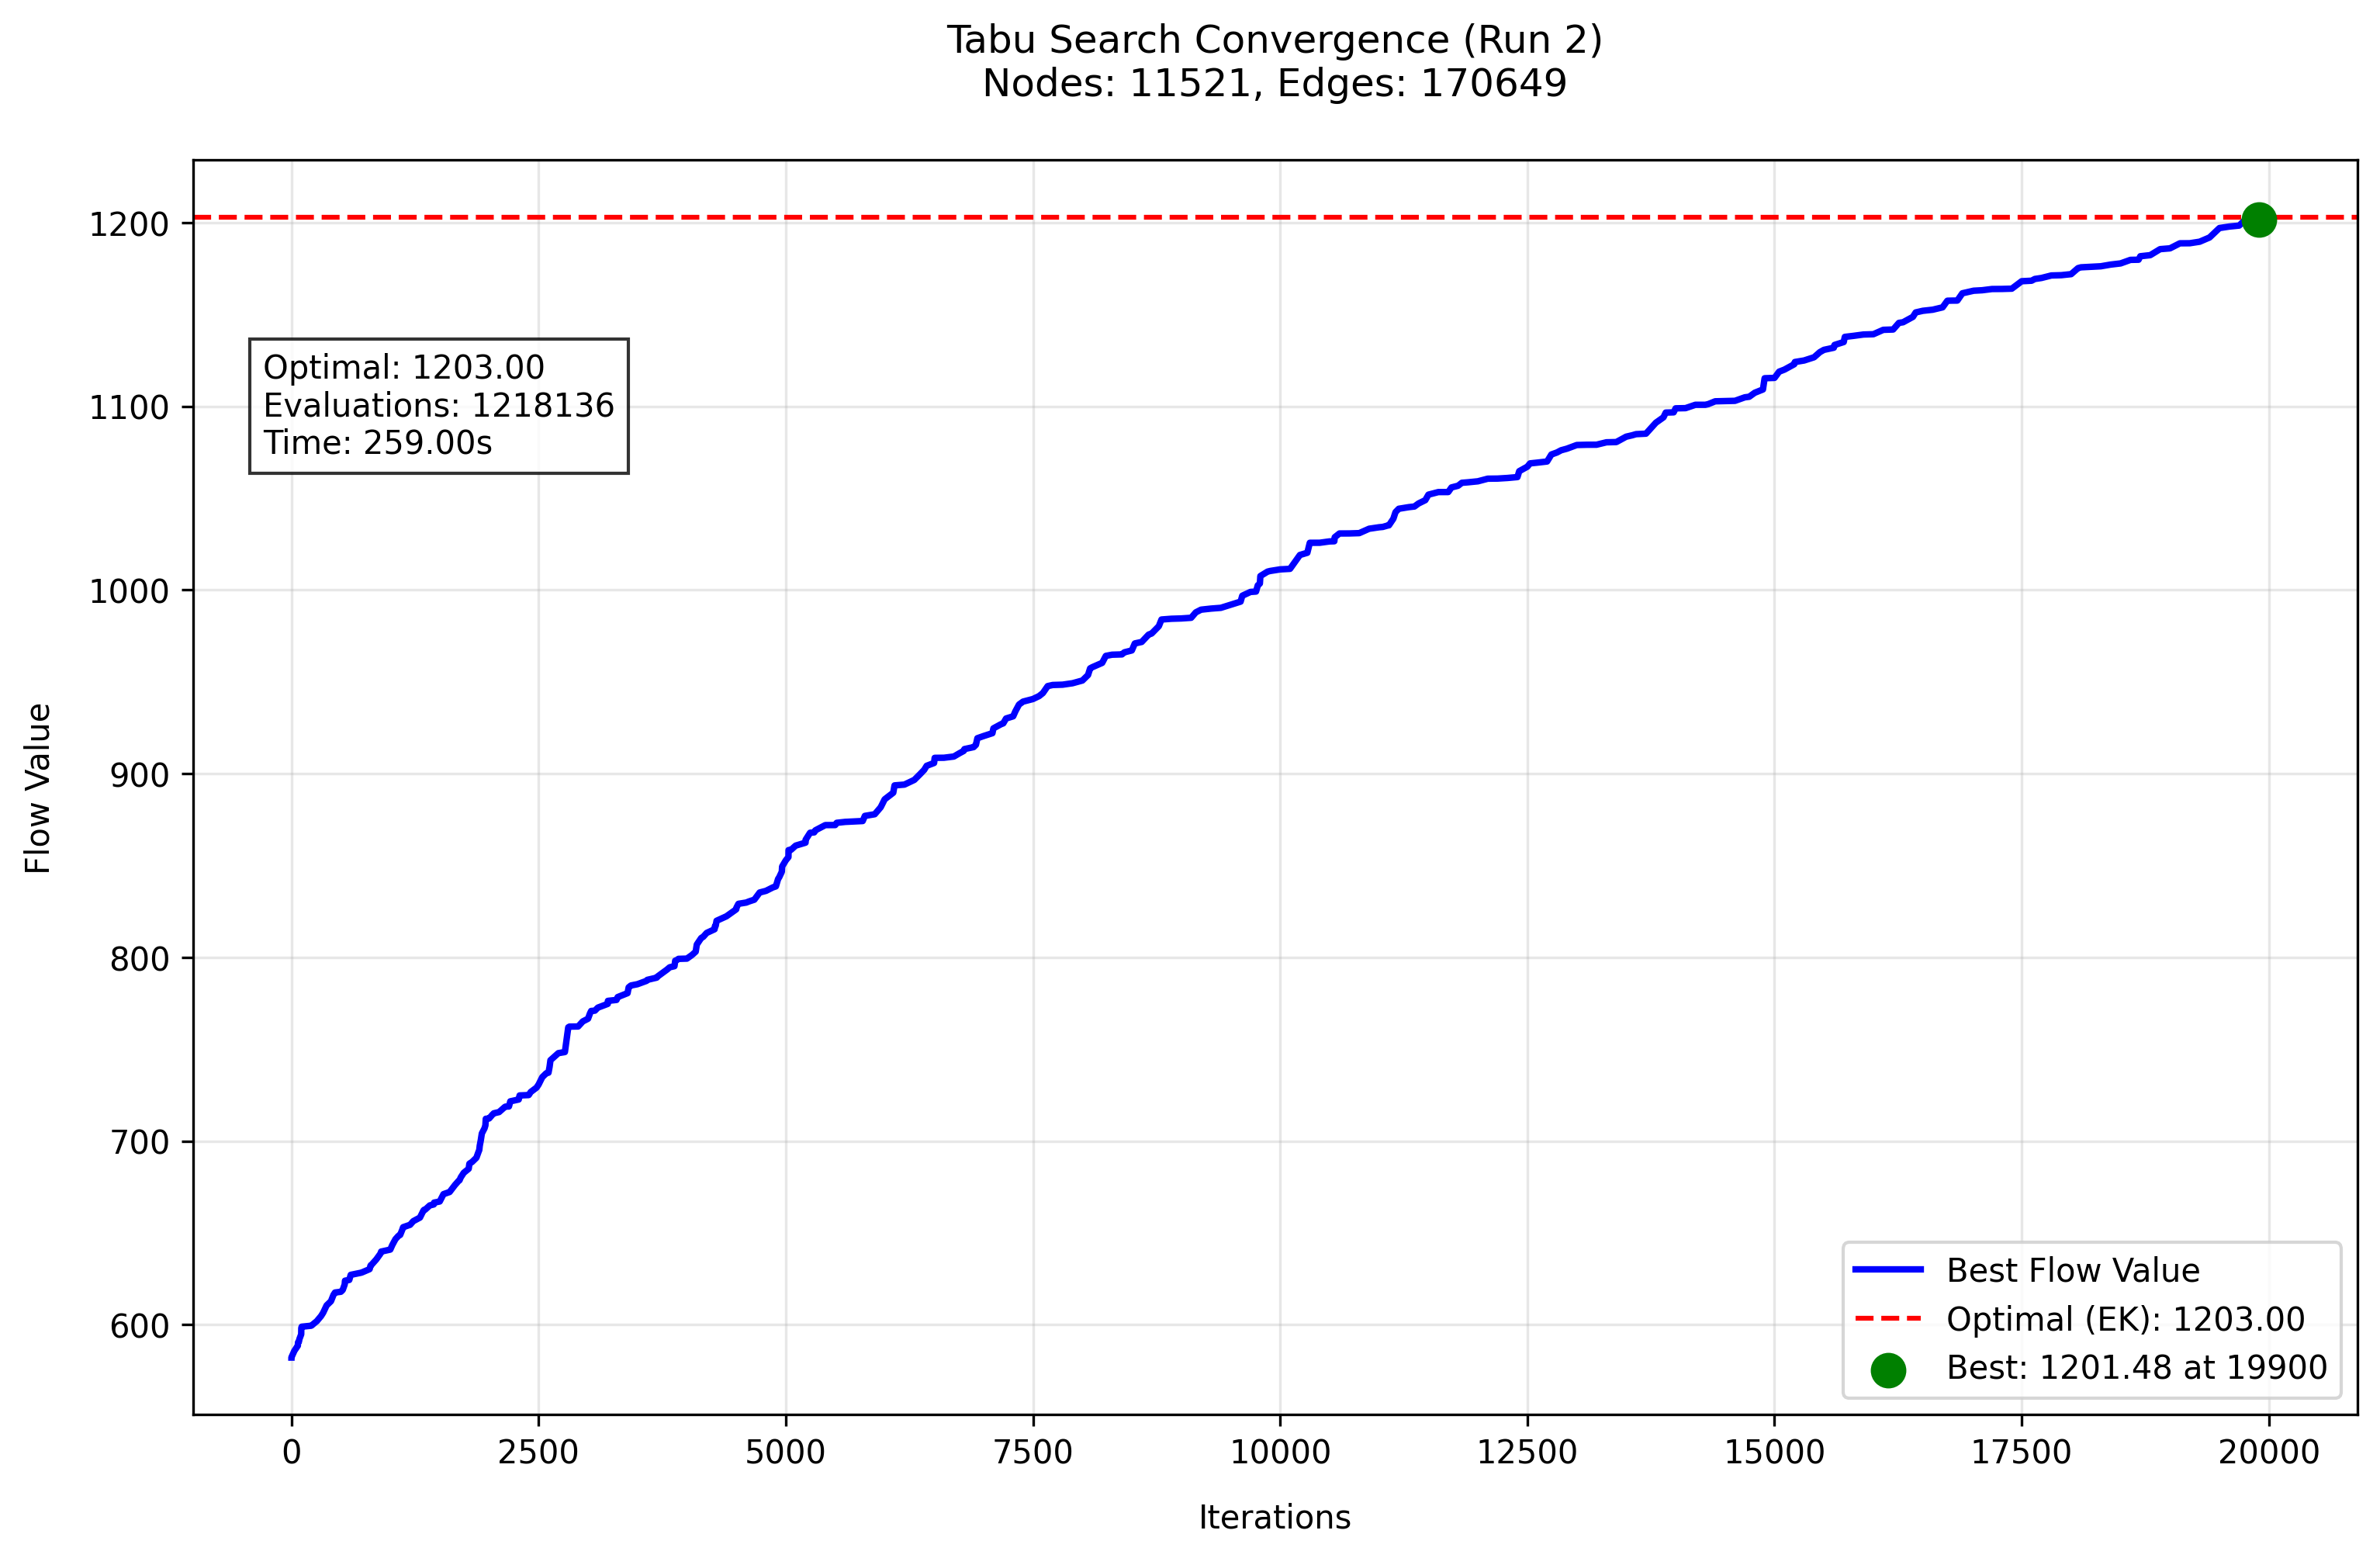 Tabu Search Convergence (Run 2)
Nodes: 11521, Edges: 170649
1200
1100
1000
900
800
700
600
Flow Value
Optimal: 1203.00
Evaluations: 1218136
Time: 259.00s
Best Flow Value
Optimal (EK): 1203.00
Best: 1201.48 at 19900
0 2500 5000 7500 10000 12500 15000 17500 20000
Iterations